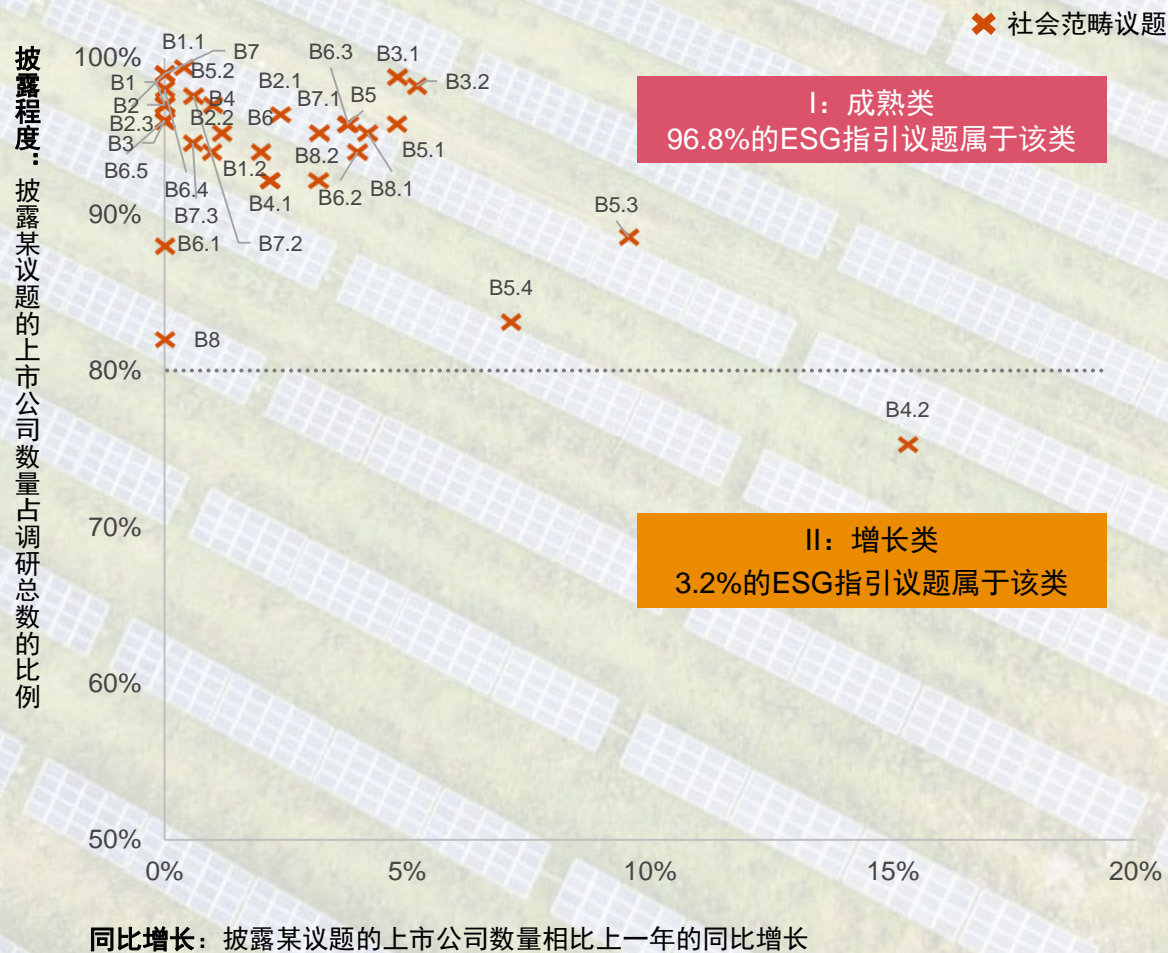 社会范畴议题
披露程度：披露某议题的上市公司数量占调研总数的比例
100%
90%
80%
70%
60%
50%
B1.1
B7
B6.3
B3.1
B1
B5.2
B2.1
B7.1
B5
B3.2
B2
B4
B2.3
B2.2
B6
B3
B8.2
B5.1
B6.5
B1.2
B6.4
B4.1
B6.2
B8.1
B7.3
B6.1
B7.2
B5.3
B5.4
B8
B4.2
I：成熟类
96.8%的ESG指引议题属于该类
II：增长类
3.2%的ESG指引议题属于该类
0%
5%
10%
15%
20%
同比增长：披露某议题的上市公司数量相比上一年的同比增长